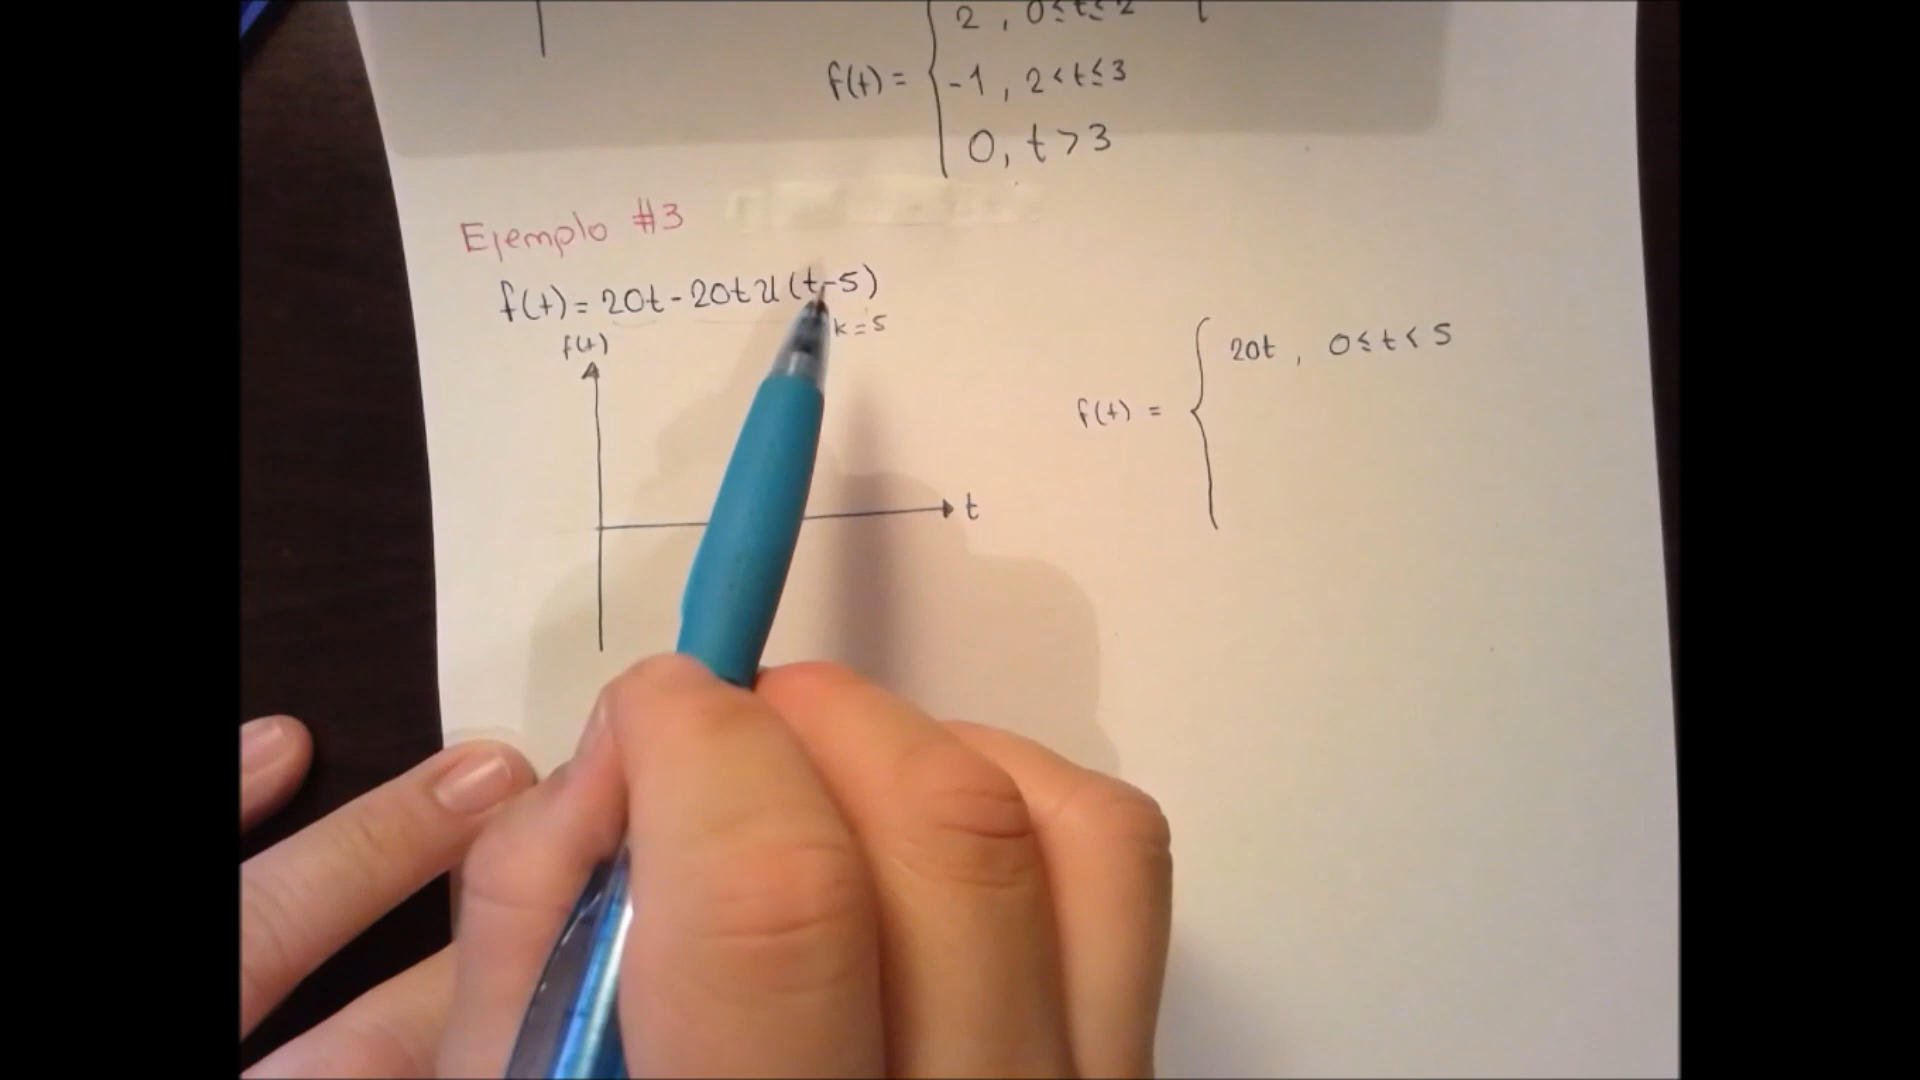 2 , 0 ≤ t ≤ 2
f(t) = { -1 , 2 < t ≤ 3
0, t > 3
Ejemplo #3
f(t) = 20t - 20t U(t-5)
k = 5
f(t)
t
20t , 0 ≤ t < 5
f(t) = {